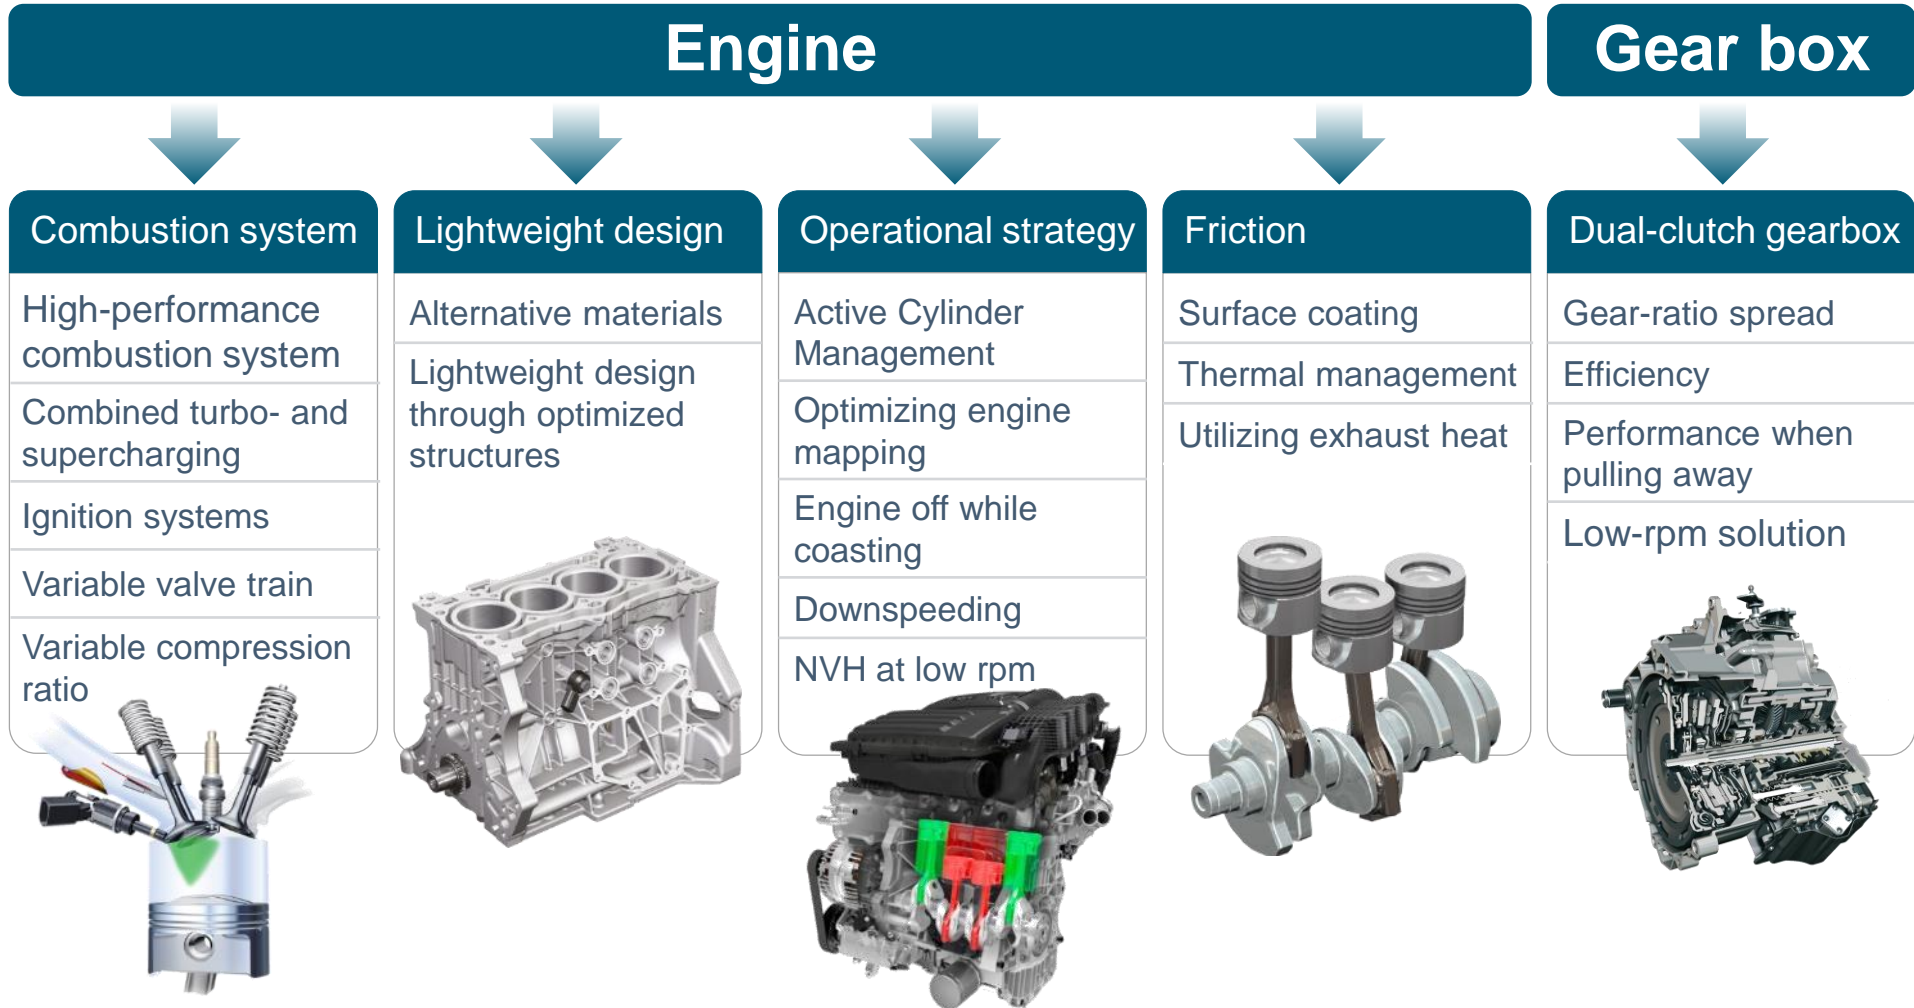 Engine
Gear box
Combustion system
High-performance
combustion system
Combined turbo- and
supercharging
Ignition systems
Variable valve train
Variable compression
ratio
Lightweight design
Alternative materials
Lightweight design
through optimized
structures
Operational strategy
Active Cylinder
Management
Optimizing engine
mapping
Engine off while
coasting
Downspeeding
NVH at low rpm
Friction
Surface coating
Thermal management
Utilizing exhaust heat
Dual-clutch gearbox
Gear-ratio spread
Efficiency
Performance when
pulling away
Low-rpm solution